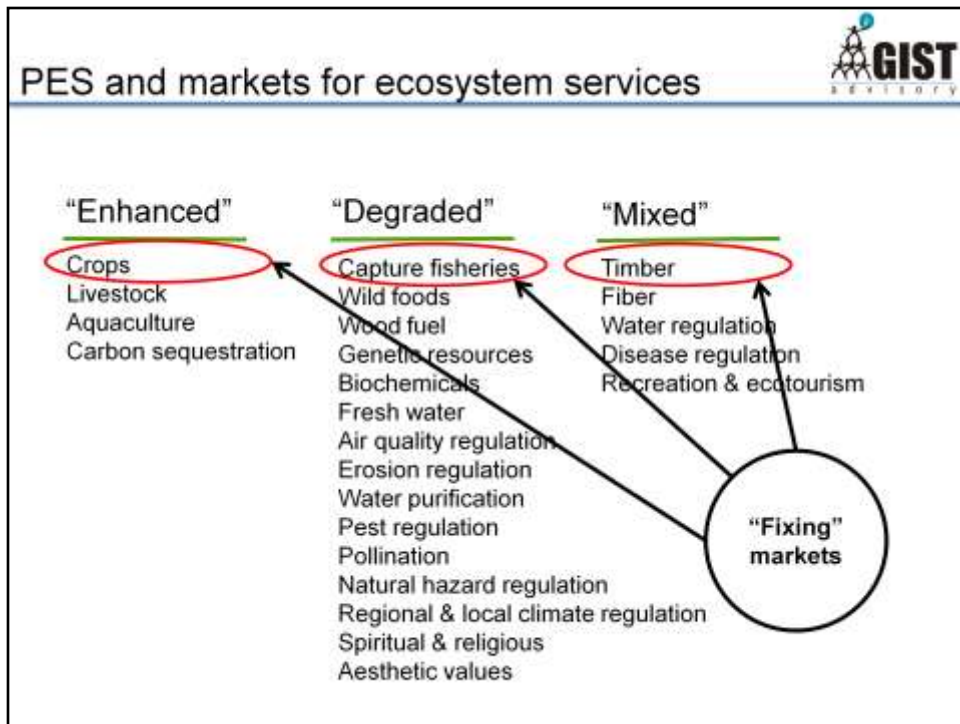 PES and markets for ecosystem services
GIST
advisory
“Enhanced”
Crops
Livestock
Aquaculture
Carbon sequestration
“Degraded”
Capture fisheries
Wild foods
Wood fuel
Genetic resources
Biochemicals
Fresh water
Air quality regulation
Erosion regulation
Water purification
Pest regulation
Pollination
Natural hazard regulation
Regional & local climate regulation
Spiritual & religious
Aesthetic values
“Mixed”
Timber
Fiber
Water regulation
Disease regulation
Recreation & ecotourism
“Fixing”
markets